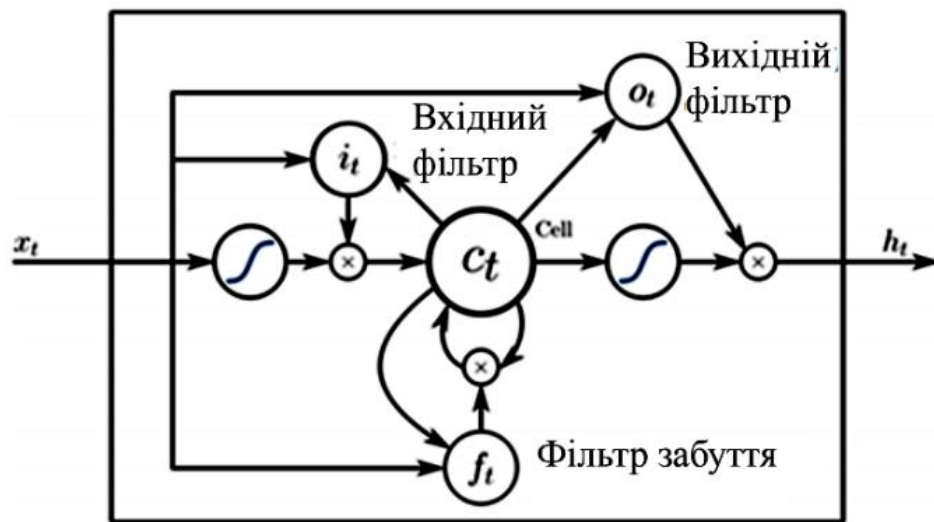 Вихідній
фільтр
o_t
Вхідний
фільтр
i_t
x_t
×
c_t
Cell
×
h_t
×
f_t
Фільтр забуття